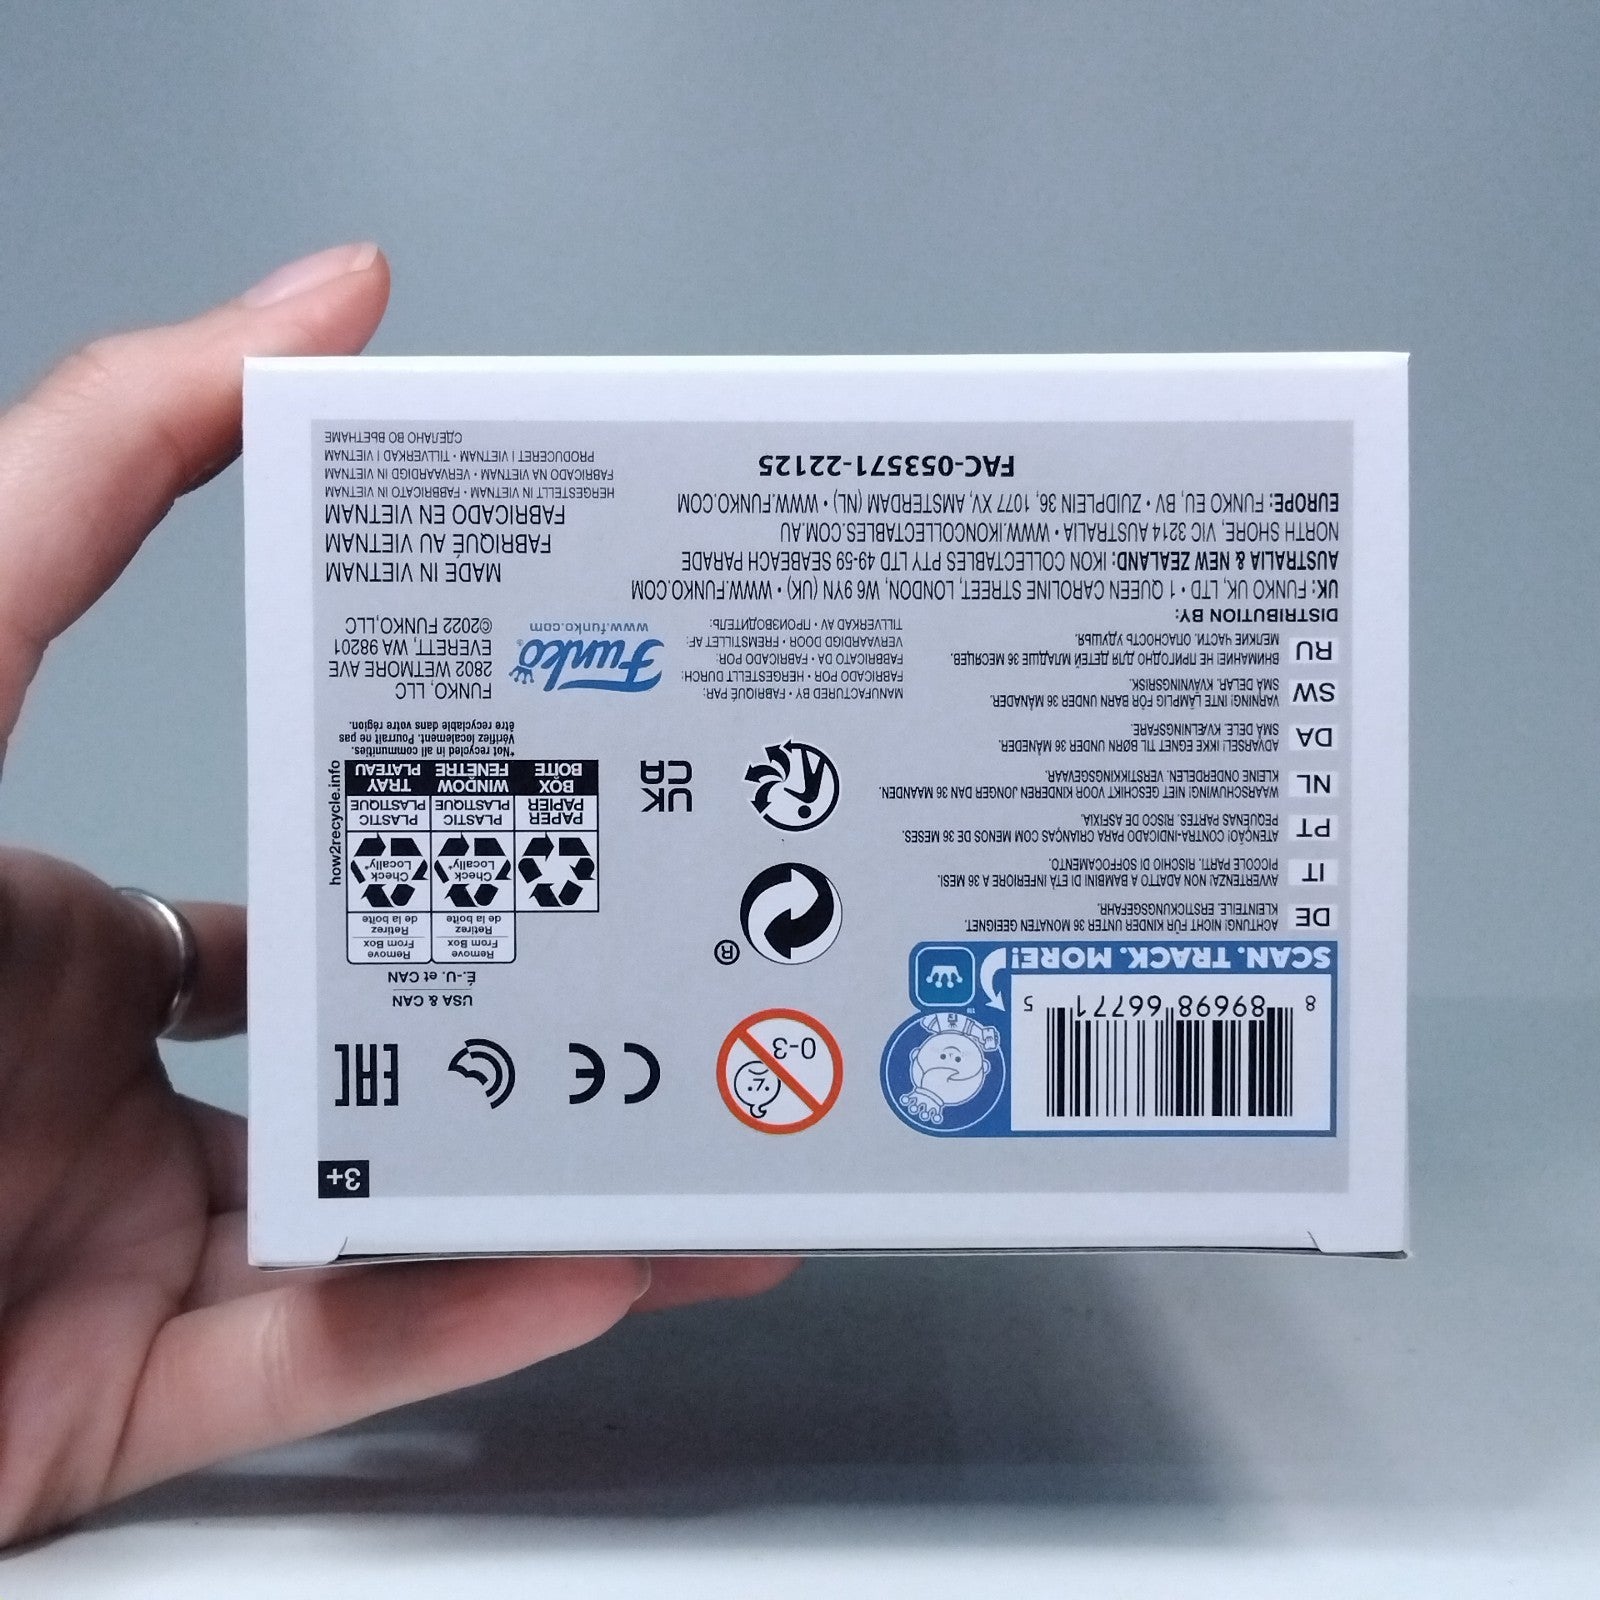 3+
8 89698 66771 5
SCAN. TRACK. MORE!
TM
0-3
CE
EAC
USA & CAN
É.-U. et CAN
Remove
From Box
Retirez
de la boîte
Remove
From Box
Retirez
de la boîte
Check
Locally*
Check
Locally*
PAPER
PAPIER
BOX
BOÎTE
PLASTIC
PLASTIQUE
WINDOW
FENÊTRE
PLASTIC
PLASTIQUE
TRAY
PLATEAU
how2recycle.info
*Not recycled in all communities.
Vérifiez localement. Pourrait ne pas
être recyclable dans votre région.
®
UK
CA
DE
ACHTUNG! NICHT FÜR KINDER UNTER 36 MONATEN GEEIGNET.
KLEINTEILE. ERSTICKUNGSGEFAHR.
IT
AVVERTENZA! NON ADATTO A BAMBINI DI ETÀ INFERIORE A 36 MESI.
PICCOLE PARTI. RISCHIO DI SOFFOCAMENTO.
PT
ATENÇÃO! CONTRA-INDICADO PARA CRIANÇAS COM MENOS DE 36 MESES.
PEQUENAS PARTES. RISCO DE ASFIXIA.
NL
WAARSCHUWING! NIET GESCHIKT VOOR KINDEREN JONGER DAN 36 MAANDEN.
KLEINE ONDERDELEN. VERSTIKKINGSGEVAAR.
DA
ADVARSEL! IKKE EGNET TIL BØRN UNDER 36 MÅNEDER.
SMÅ DELE. KVÆLNINGSFARE.
SW
VARNING! INTE LÄMPLIG FÖR BARN UNDER 36 MÅNADER.
SMÅ DELAR. KVÄVNINGSRISK.
RU
ВНИМАНИЕ! НЕ ПРИГОДНО ДЛЯ ДЕТЕЙ МЛАДШЕ 36 МЕСЯЦЕВ.
МЕЛКИЕ ЧАСТИ. ОПАСНОСТЬ УДУШЬЯ.
MANUFACTURED BY • FABRIQUÉ PAR:
FABRICADO POR • HERGESTELLT DURCH:
FABBRICATO DA • FABRICADO POR:
VERVAARDIGD DOOR • FREMSTILLET AF:
TILLVERKAD AV • ПРОИЗВОДИТЕЛЬ:
Funko®
www.funko.com
FUNKO, LLC
2802 WETMORE AVE
EVERETT, WA 98201
©2022 FUNKO,LLC
DISTRIBUTION BY:
UK: FUNKO UK, LTD • 1 QUEEN CAROLINE STREET, LONDON, W6 9YN (UK) • WWW.FUNKO.COM
AUSTRALIA & NEW ZEALAND: IKON COLLECTABLES PTY LTD 49-59 SEABEACH PARADE
NORTH SHORE, VIC 3214 AUSTRALIA • WWW.IKONCOLLECTABLES.COM.AU
EUROPE: FUNKO EU, BV • ZUIDPLEIN 36, 1077 XV, AMSTERDAM (NL) • WWW.FUNKO.COM
FAC-053571-22125
MADE IN VIETNAM
FABRIQUÉ AU VIETNAM
FABRICADO EN VIETNAM
HERGESTELLT IN VIETNAM • FABBRICATO IN VIETNAM
FABRICADO NA VIETNAM • VERVAARDIGD IN VIETNAM
PRODUCERET I VIETNAM • TILLVERKAD I VIETNAM
СДЕЛАНО ВО ВЬЕТНАМЕ